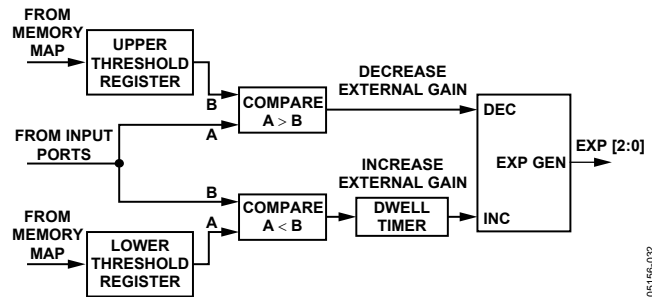 FROM
MEMORY
MAP
UPPER
THRESHOLD
REGISTER
DECREASE
EXTERNAL GAIN
B
COMPARE
A > B
A
DEC
FROM INPUT
PORTS
EXP GEN
EXP [2:0]
INCREASE
EXTERNAL GAIN
B
COMPARE
A < B
A
DWELL
TIMER
INC
FROM
MEMORY
MAP
LOWER
THRESHOLD
REGISTER
05156-032